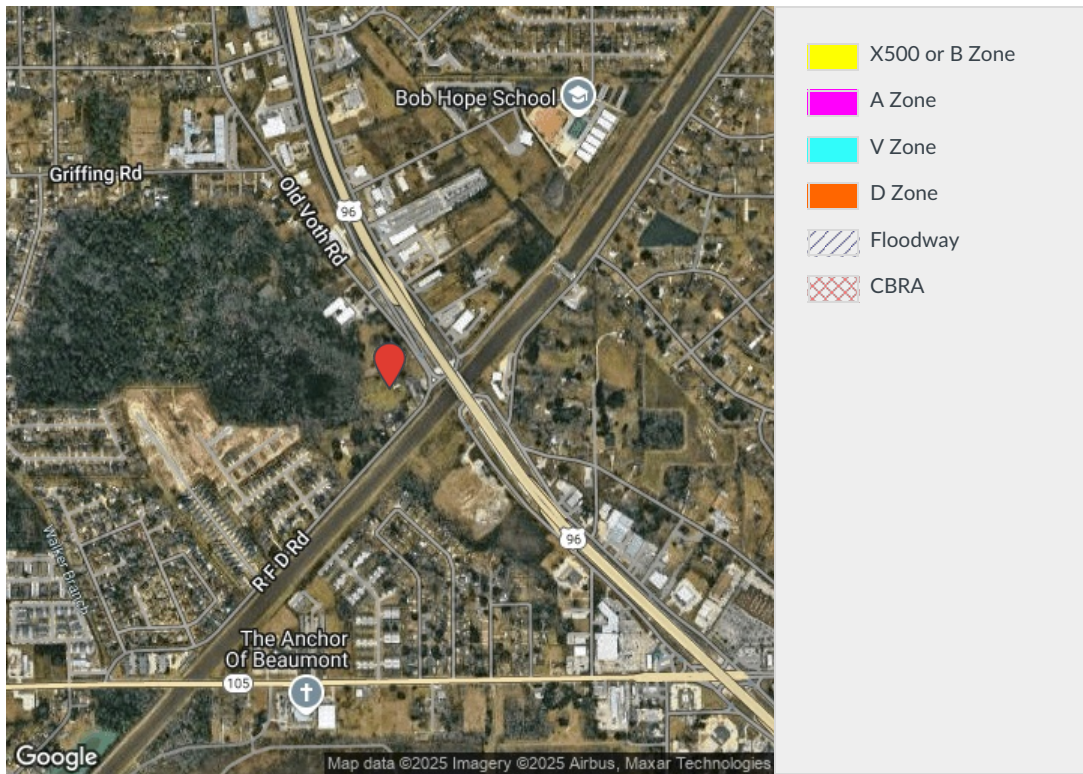 Bob Hope School
Griffing Rd
Old Voth Rd
96
96
Walker Branch
R F D Rd
The Anchor
Of Beaumont
105
Google
Map data ©2025 Imagery ©2025 Airbus, Maxar Technologies
X500 or B Zone
A Zone
V Zone
D Zone
Floodway
CBRA